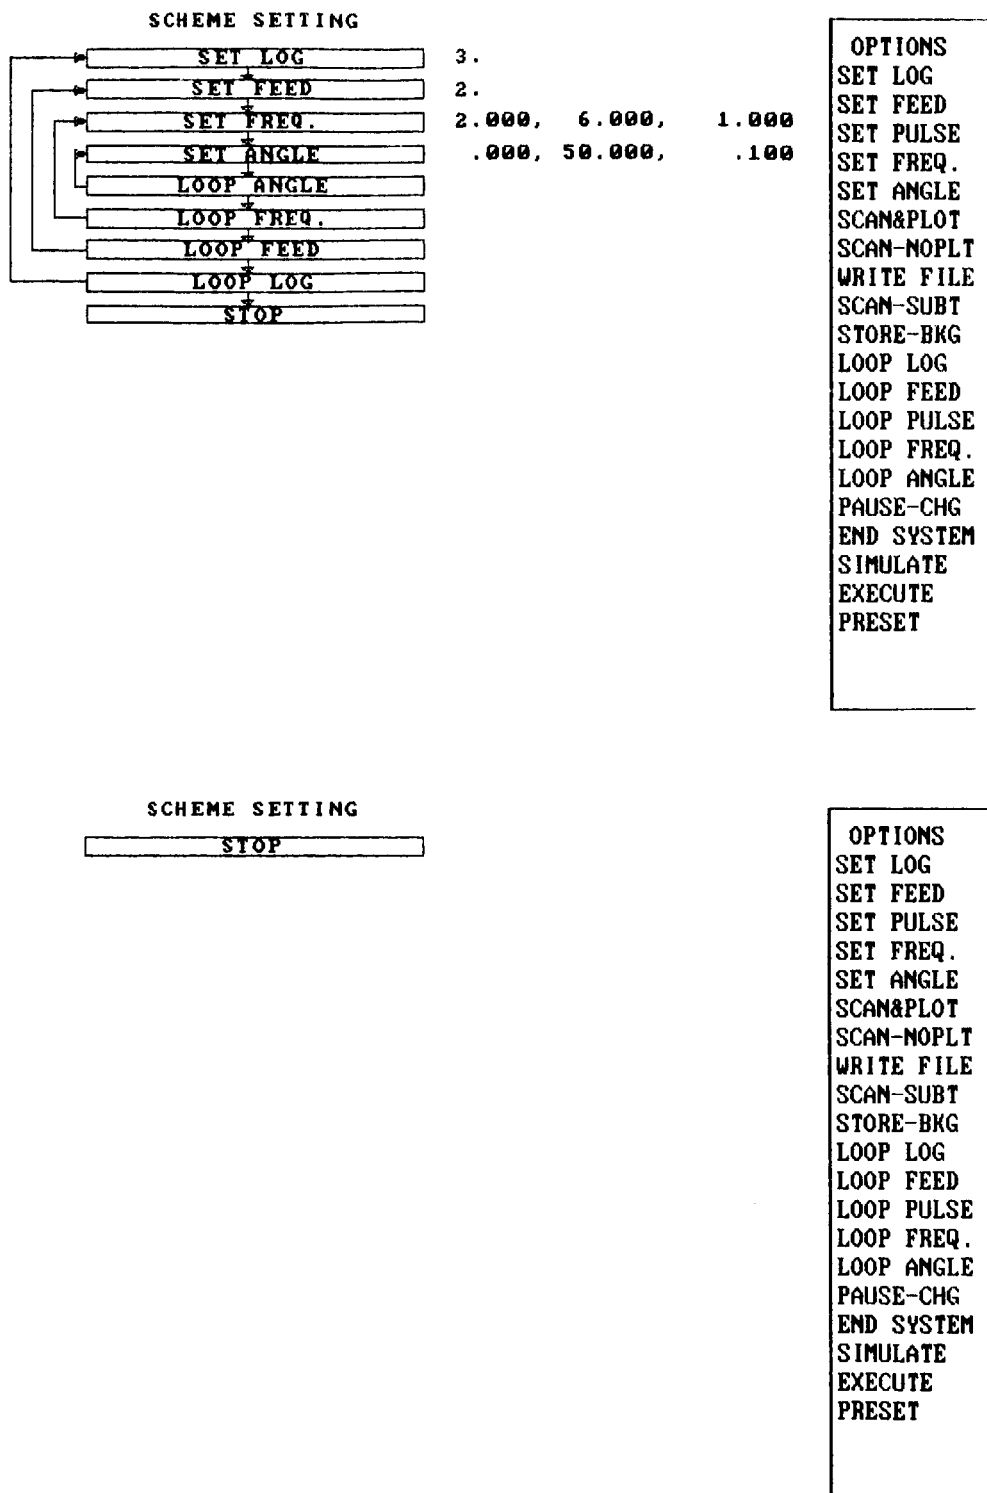 SCHEME SETTING
SET LOG 3.
SET FEED 2.
SET FREQ. 2.000, 6.000, 1.000
SET ANGLE .000, 50.000, .100
LOOP ANGLE
LOOP FREQ.
LOOP FEED
LOOP LOG
STOP
OPTIONS
SET LOG
SET FEED
SET PULSE
SET FREQ.
SET ANGLE
SCAN&PLOT
SCAN-NOPLT
WRITE FILE
SCAN-SUBT
STORE-BKG
LOOP LOG
LOOP FEED
LOOP PULSE
LOOP FREQ.
LOOP ANGLE
PAUSE-CHG
END SYSTEM
SIMULATE
EXECUTE
PRESET
SCHEME SETTING
STOP
OPTIONS
SET LOG
SET FEED
SET PULSE
SET FREQ.
SET ANGLE
SCAN&PLOT
SCAN-NOPLT
WRITE FILE
SCAN-SUBT
STORE-BKG
LOOP LOG
LOOP FEED
LOOP PULSE
LOOP FREQ.
LOOP ANGLE
PAUSE-CHG
END SYSTEM
SIMULATE
EXECUTE
PRESET